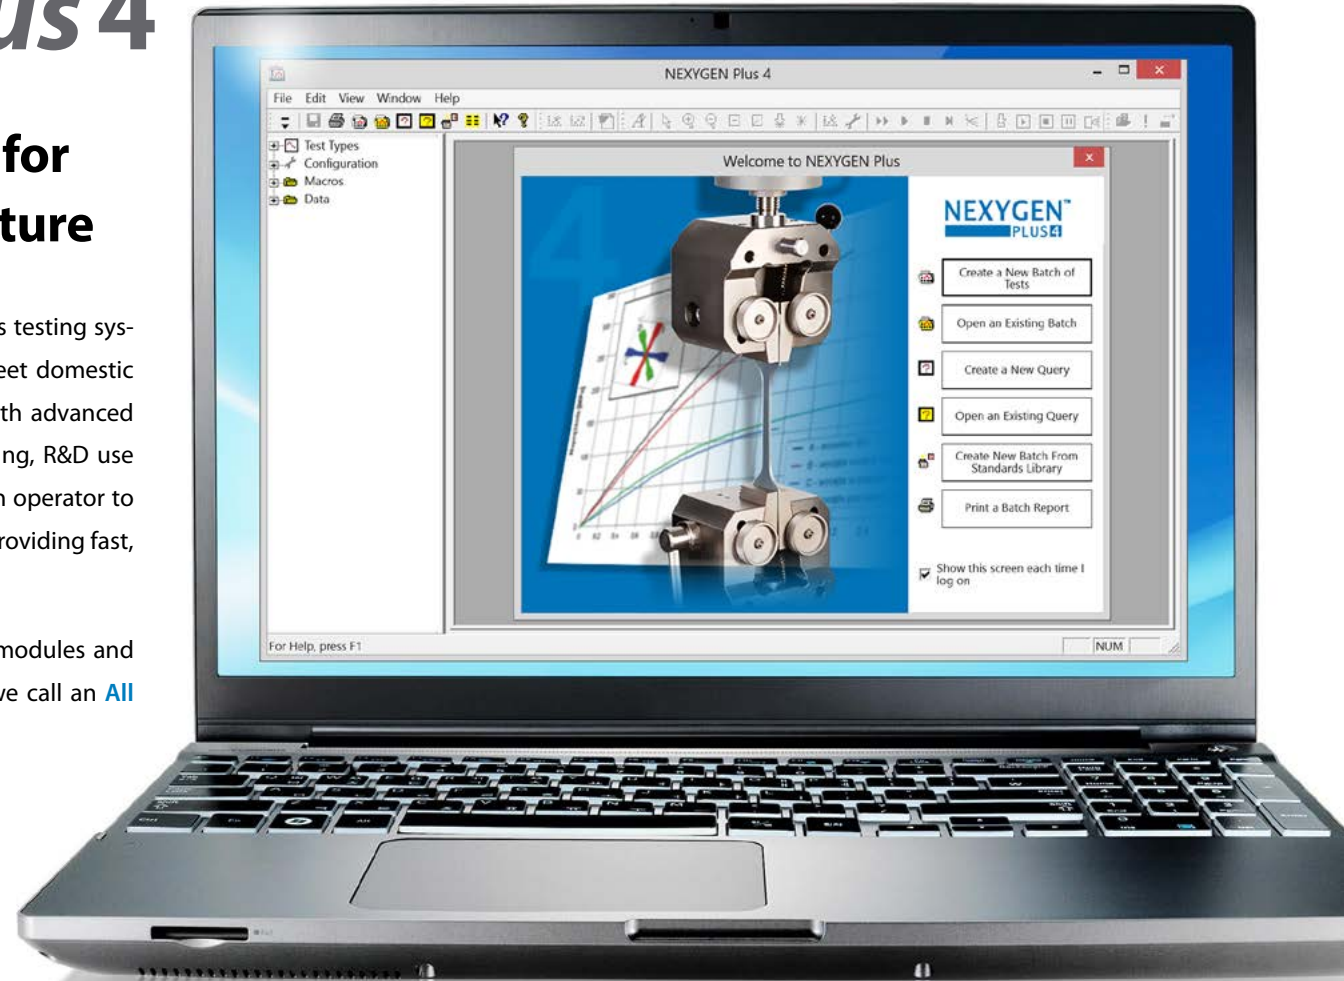 us 4
for
ture
s testing sys-
eet domestic
th advanced
ing, R&D use
n operator to
roviding fast,
modules and
ve call an All
NEXYGEN Plus 4
File Edit View Window Help
Test Types
Configuration
Macros
Data
Welcome to NEXYGEN Plus
4
NEXYGEN™
PLUS4
Create a New Batch of
Tests
Open an Existing Batch
Create a New Query
Open an Existing Query
Create New Batch From
Standards Library
Print a Batch Report
Show this screen each time I
log on
For Help, press F1
NUM